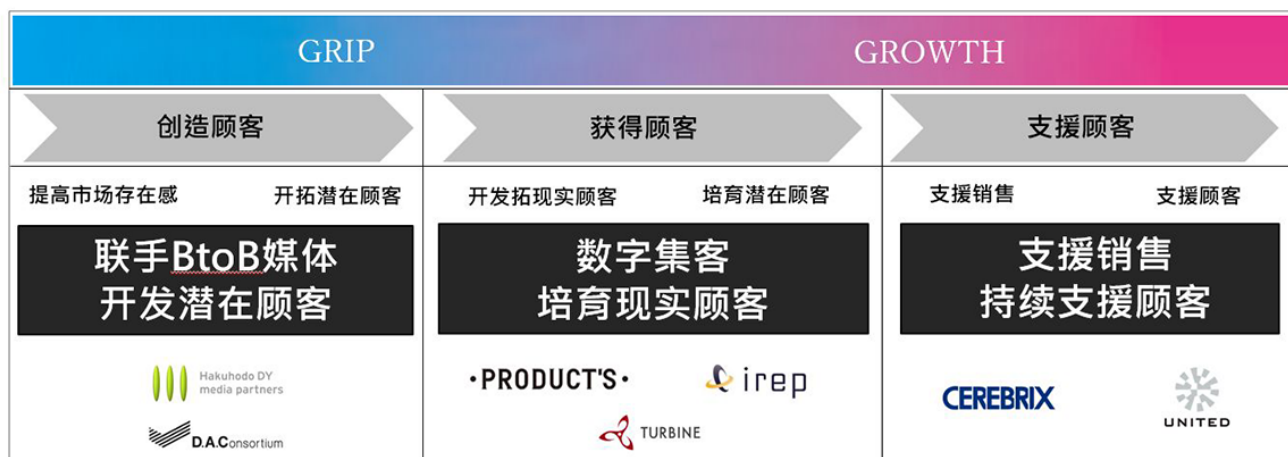 GRIP
GROWTH
创造顾客
获得顾客
支援顾客
提高市场存在感
开拓潜在顾客
开发拓现实顾客
培育潜在顾客
支援销售
支援顾客
联手BtoB媒体
开发潜在顾客
数字集客
培育现实顾客
支援销售
持续支援顾客
Hakuhodo DY
media partners
D.A.Consortium
·PRODUCT'S·
irep
TURBINE
CEREBRIX
UNITED